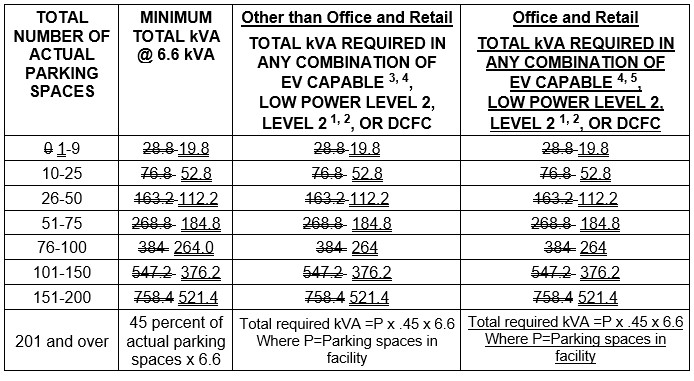 TOTAL NUMBER OF ACTUAL PARKING SPACES | MINIMUM TOTAL kVA @ 6.6 kVA | Other than Office and Retail | Office and Retail
TOTAL kVA REQUIRED IN ANY COMBINATION OF EV CAPABLE 3, 4, LOW POWER LEVEL 2, LEVEL 2 1, 2, OR DCFC | TOTAL kVA REQUIRED IN ANY COMBINATION OF EV CAPABLE 4, 5, LOW POWER LEVEL 2, LEVEL 2 1, 2, OR DCFC
0 1-9 | 28.8 19.8 | 28.8 19.8 | 28.8 19.8
10-25 | 76.8 52.8 | 76.8 52.8 | 76.8 52.8
26-50 | 163.2 112.2 | 163.2 112.2 | 163.2 112.2
51-75 | 268.8 184.8 | 268.8 184.8 | 268.8 184.8
76-100 | 384 264.0 | 384 264 | 384 264
101-150 | 547.2 376.2 | 547.2 376.2 | 547.2 376.2
151-200 | 758.4 521.4 | 758.4 521.4 | 758.4 521.4
201 and over | 45 percent of actual parking spaces x 6.6 | Total required kVA =P x .45 x 6.6 Where P=Parking spaces in facility | Total required kVA =P x .45 x 6.6 Where P=Parking spaces in facility